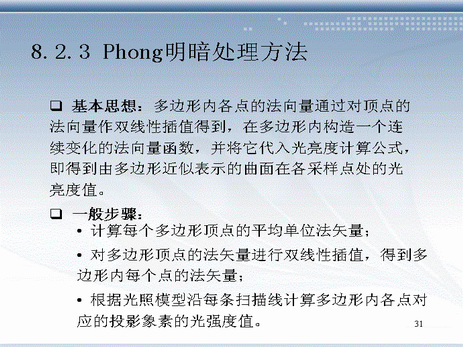 8.2.3 Phong明暗处理方法
❑ 基本思想：多边形内各点的法向量通过对顶点的
法向量作双线性插值得到，在多边形内构造一个连
续变化的法向量函数，并将它代入光亮度计算公式，
即得到由多边形近似表示的曲面在各采样点处的光
亮度值。
❑ 一般步骤：
• 计算每个多边形顶点的平均单位法矢量；
• 对多边形顶点的法矢量进行双线性插值，得到多
边形内每个点的法矢量；
• 根据光照模型沿每条扫描线计算多边形内各点对
应的投影象素的光强度值。
31